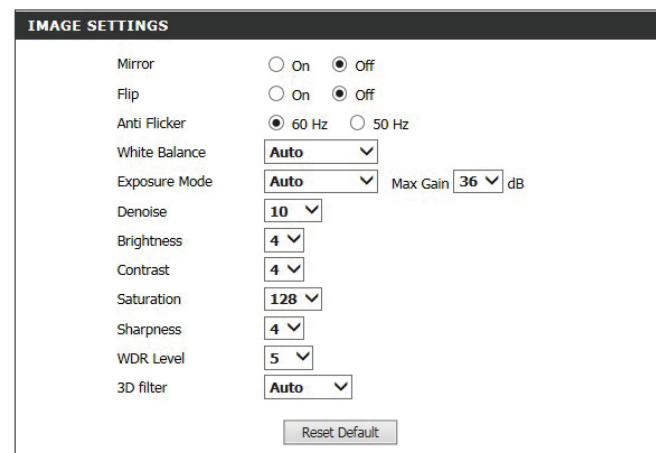 IMAGE SETTINGS
Mirror On Off
Flip On Off
Anti Flicker 60 Hz 50 Hz
White Balance Auto
Exposure Mode Auto Max Gain 36 dB
Denoise 10
Brightness 4
Contrast 4
Saturation 128
Sharpness 4
WDR Level 5
3D filter Auto
Reset Default